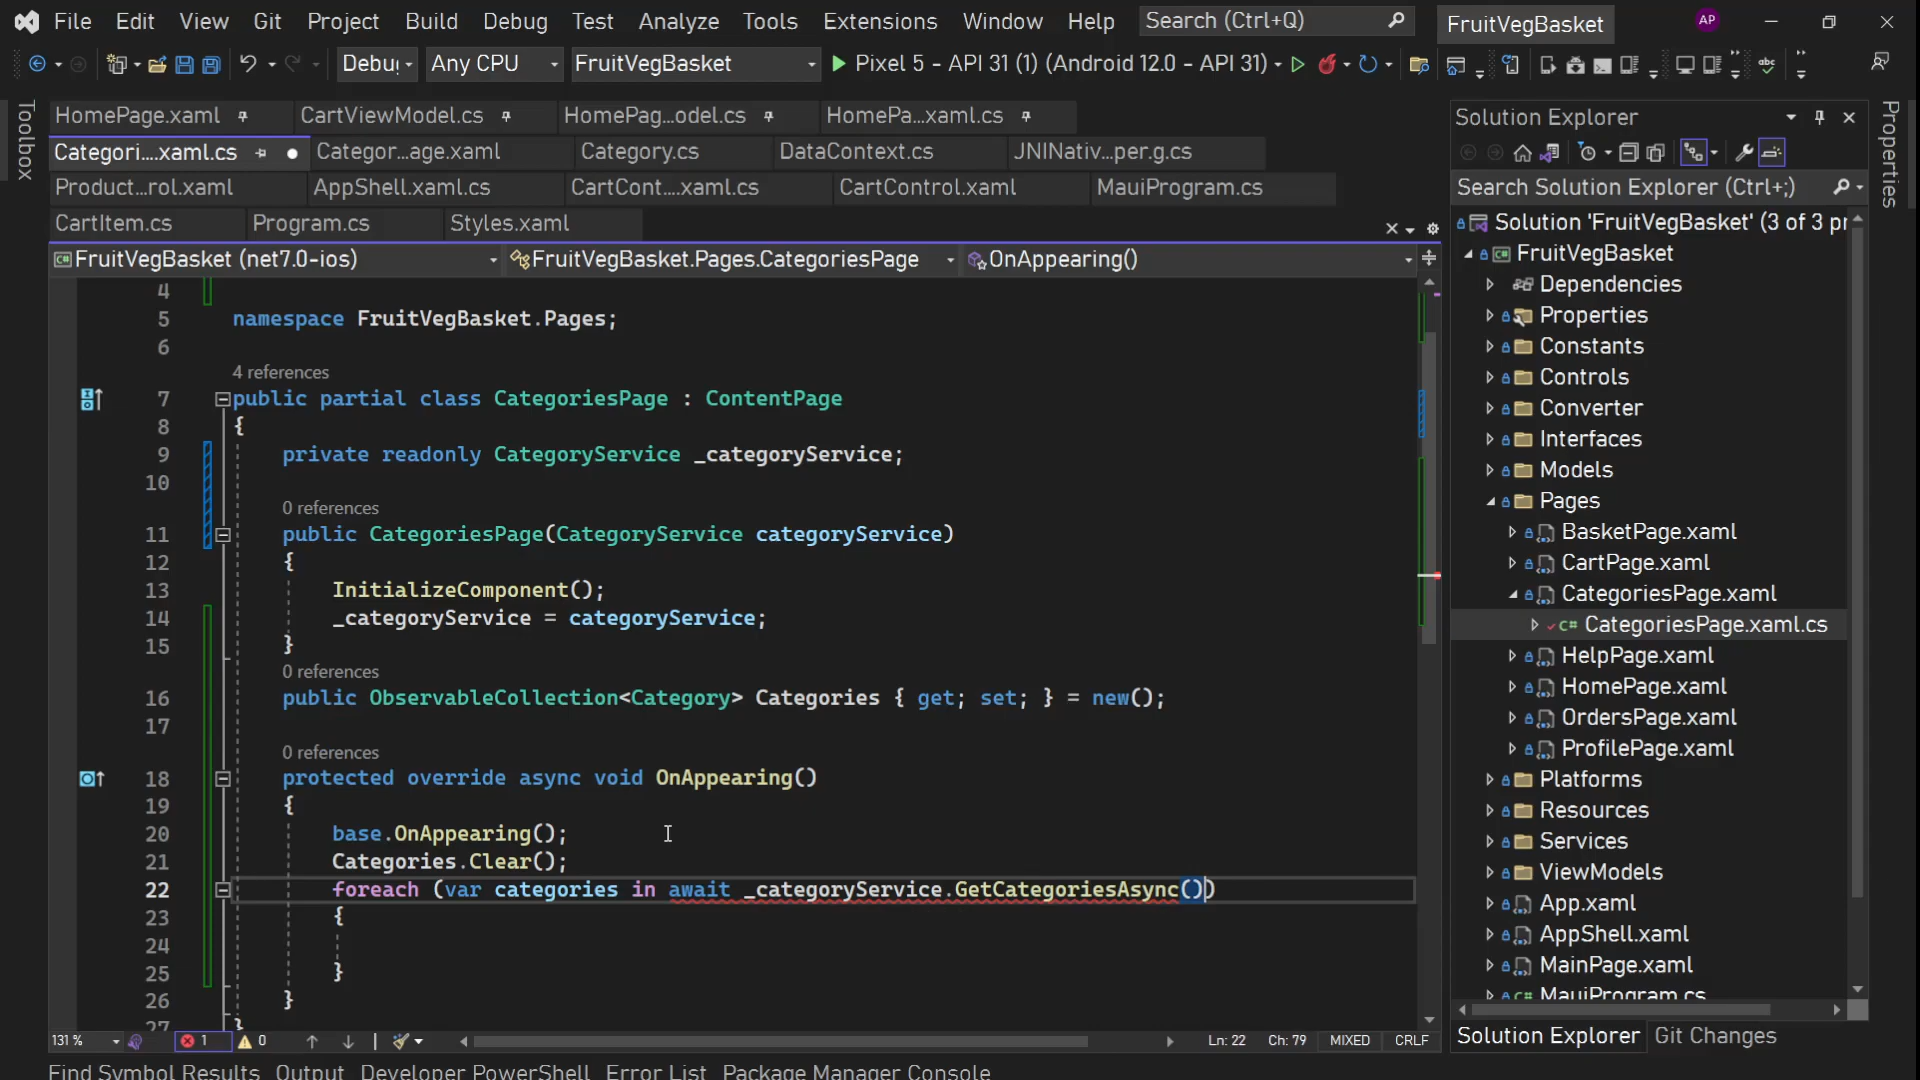 File Edit View Git Project Build Debug Test Analyze Tools Extensions Window Help Search (Ctrl+Q) FruitVegBasket AP
Debug Any CPU FruitVegBasket Pixel 5 - API 31 (1) (Android 12.0 - API 31)
Toolbox
HomePage.xaml CartViewModel.cs HomePag...odel.cs HomePa...xaml.cs
Categori....xaml.cs Categor...age.xaml Category.cs DataContext.cs JNINativ...per.g.cs
Product...rol.xaml AppShell.xaml.cs CartCont....xaml.cs CartControl.xaml MauiProgram.cs
CartItem.cs Program.cs Styles.xaml
FruitVegBasket (net7.0-ios) FruitVegBasket.Pages.CategoriesPage OnAppearing()
4
5 namespace FruitVegBasket.Pages;
6
4 references
7 public partial class CategoriesPage : ContentPage
8 {
9 private readonly CategoryService _categoryService;
10
0 references
11 public CategoriesPage(CategoryService categoryService)
12 {
13 InitializeComponent();
14 _categoryService = categoryService;
15 }
0 references
16 public ObservableCollection<Category> Categories { get; set; } = new();
17
0 references
18 protected override async void OnAppearing()
19 {
20 base.OnAppearing();
21 Categories.Clear();
22 foreach (var categories in await _categoryService.GetCategoriesAsync())
23 {
24
25 }
26 }
27 }
131 % 1 0 Ln: 22 Ch: 79 MIXED CRLF
Find Symbol Results Output Developer PowerShell Error List Package Manager Console
Solution Explorer
Search Solution Explorer (Ctrl+;)
Solution 'FruitVegBasket' (3 of 3 pr
FruitVegBasket
Dependencies
Properties
Constants
Controls
Converter
Interfaces
Models
Pages
BasketPage.xaml
CartPage.xaml
CategoriesPage.xaml
CategoriesPage.xaml.cs
HelpPage.xaml
HomePage.xaml
OrdersPage.xaml
ProfilePage.xaml
Platforms
Resources
Services
ViewModels
App.xaml
AppShell.xaml
MainPage.xaml
MauiProgram.cs
Solution Explorer Git Changes
Properties